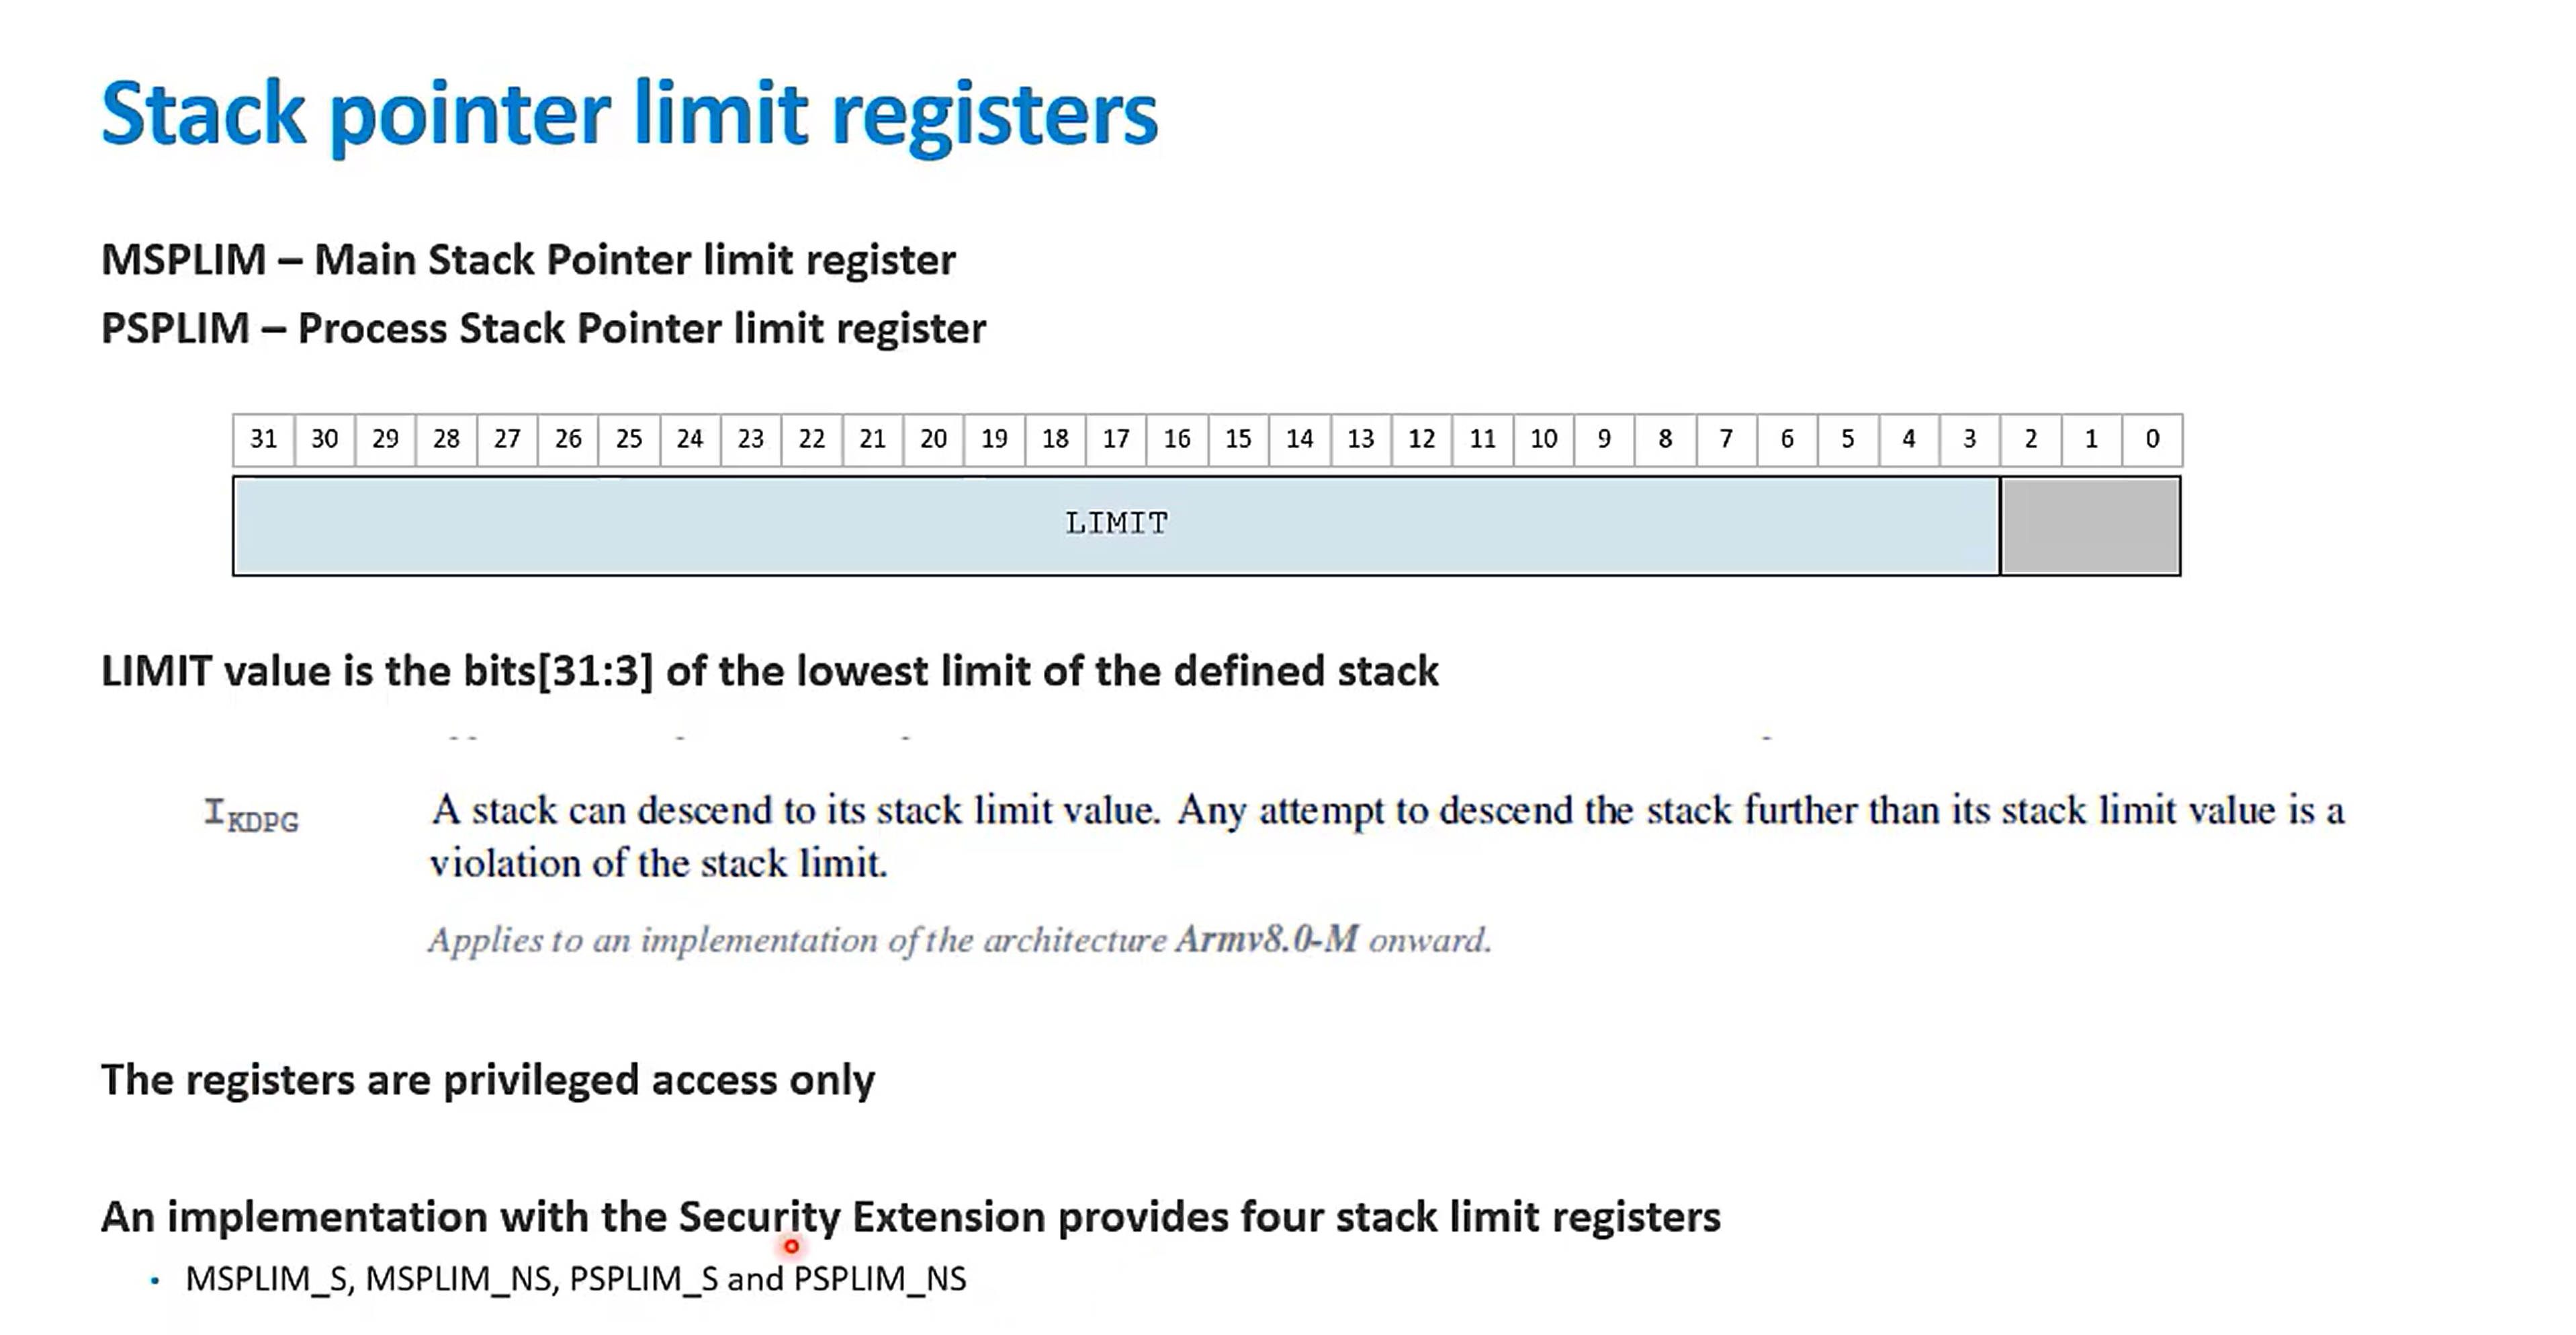 Stack pointer limit registers
MSPLIM – Main Stack Pointer limit register
PSPLIM – Process Stack Pointer limit register
31 30 29 28 27 26 25 24 23 22 21 20 19 18 17 16 15 14 13 12 11 10 9 8 7 6 5 4 3 2 1 0
LIMIT
LIMIT value is the bits[31:3] of the lowest limit of the defined stack
I KDPG A stack can descend to its stack limit value. Any attempt to descend the stack further than its stack limit value is a
violation of the stack limit.
Applies to an implementation of the architecture Armv8.0-M onward.
The registers are privileged access only
An implementation with the Security Extension provides four stack limit registers
• MSPLIM_S, MSPLIM_NS, PSPLIM_S and PSPLIM_NS